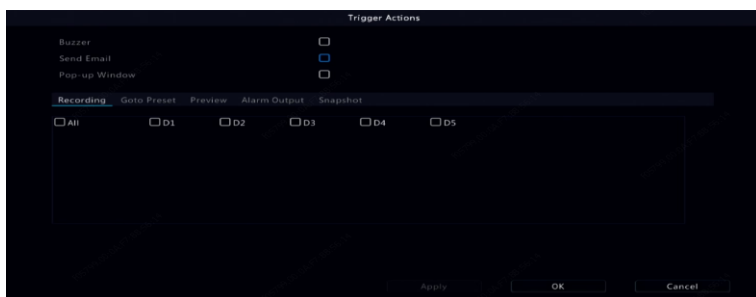 Trigger Actions
Buzzer
Send Email
Pop-up Window
Recording Goto Preset Preview Alarm Output Snapshot
All D1 D2 D3 D4 D5
Apply OK Cancel